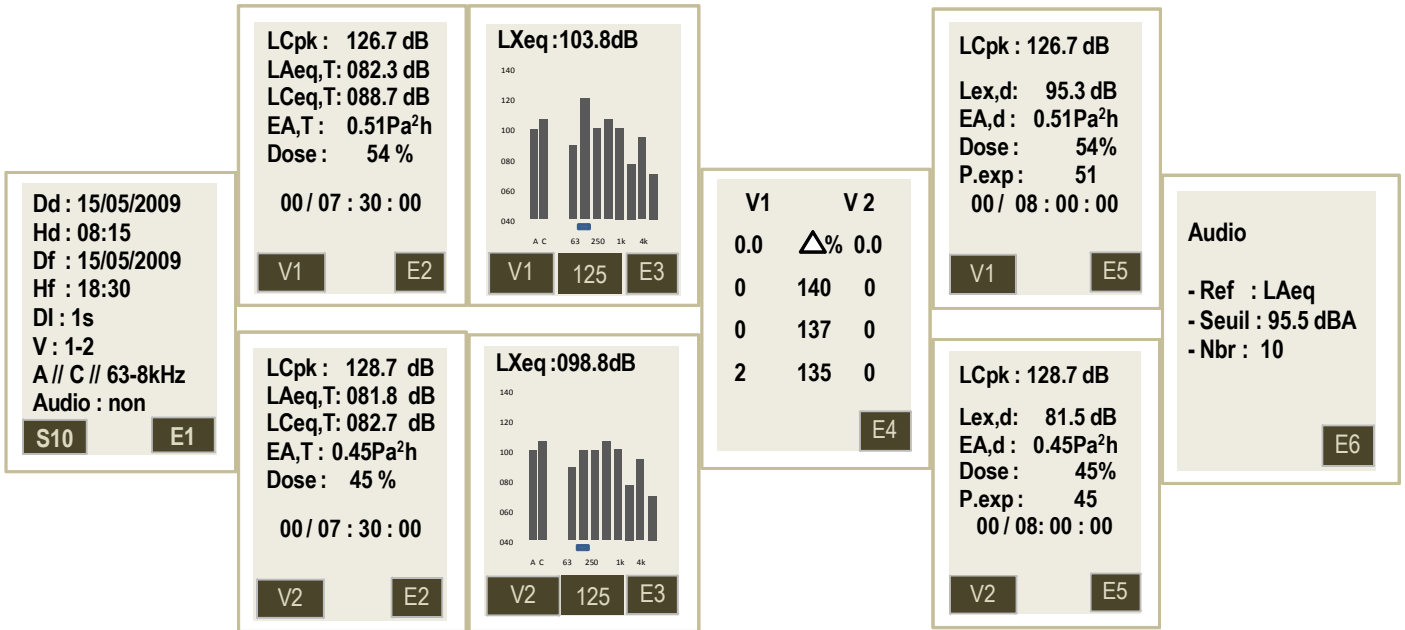 Dd : 15/05/2009
Hd : 08:15
Df : 15/05/2009
Hf : 18:30
DI : 1s
V : 1-2
A // C // 63-8kHz
Audio : non
S10 E1
LCpk : 126.7 dB
LAeq,T: 082.3 dB
LCeq,T: 088.7 dB
EA,T : 0.51Pa²h
Dose : 54 %
00 / 07 : 30 : 00
V1 E2
LXeq :103.8dB
140
120
100
080
060
040
A C 63 250 1k 4k
V1 125 E3
LCpk : 128.7 dB
LAeq,T: 081.8 dB
LCeq,T: 082.7 dB
EA,T : 0.45Pa²h
Dose : 45 %
00 / 07 : 30 : 00
V2 E2
LXeq :098.8dB
140
120
100
080
060
040
A C 63 250 1k 4k
V2 125 E3
V1 V 2
0.0 △% 0.0
0 140 0
0 137 0
2 135 0
E4
LCpk : 126.7 dB
Lex,d: 95.3 dB
EA,d : 0.51Pa²h
Dose : 54%
P.exp : 51
00 / 08 : 00 : 00
V1 E5
LCpk : 128.7 dB
Lex,d: 81.5 dB
EA,d : 0.45Pa²h
Dose : 45%
P.exp : 45
00 / 08: 00 : 00
V2 E5
Audio
- Ref : LAeq
- Seuil : 95.5 dBA
- Nbr : 10
E6